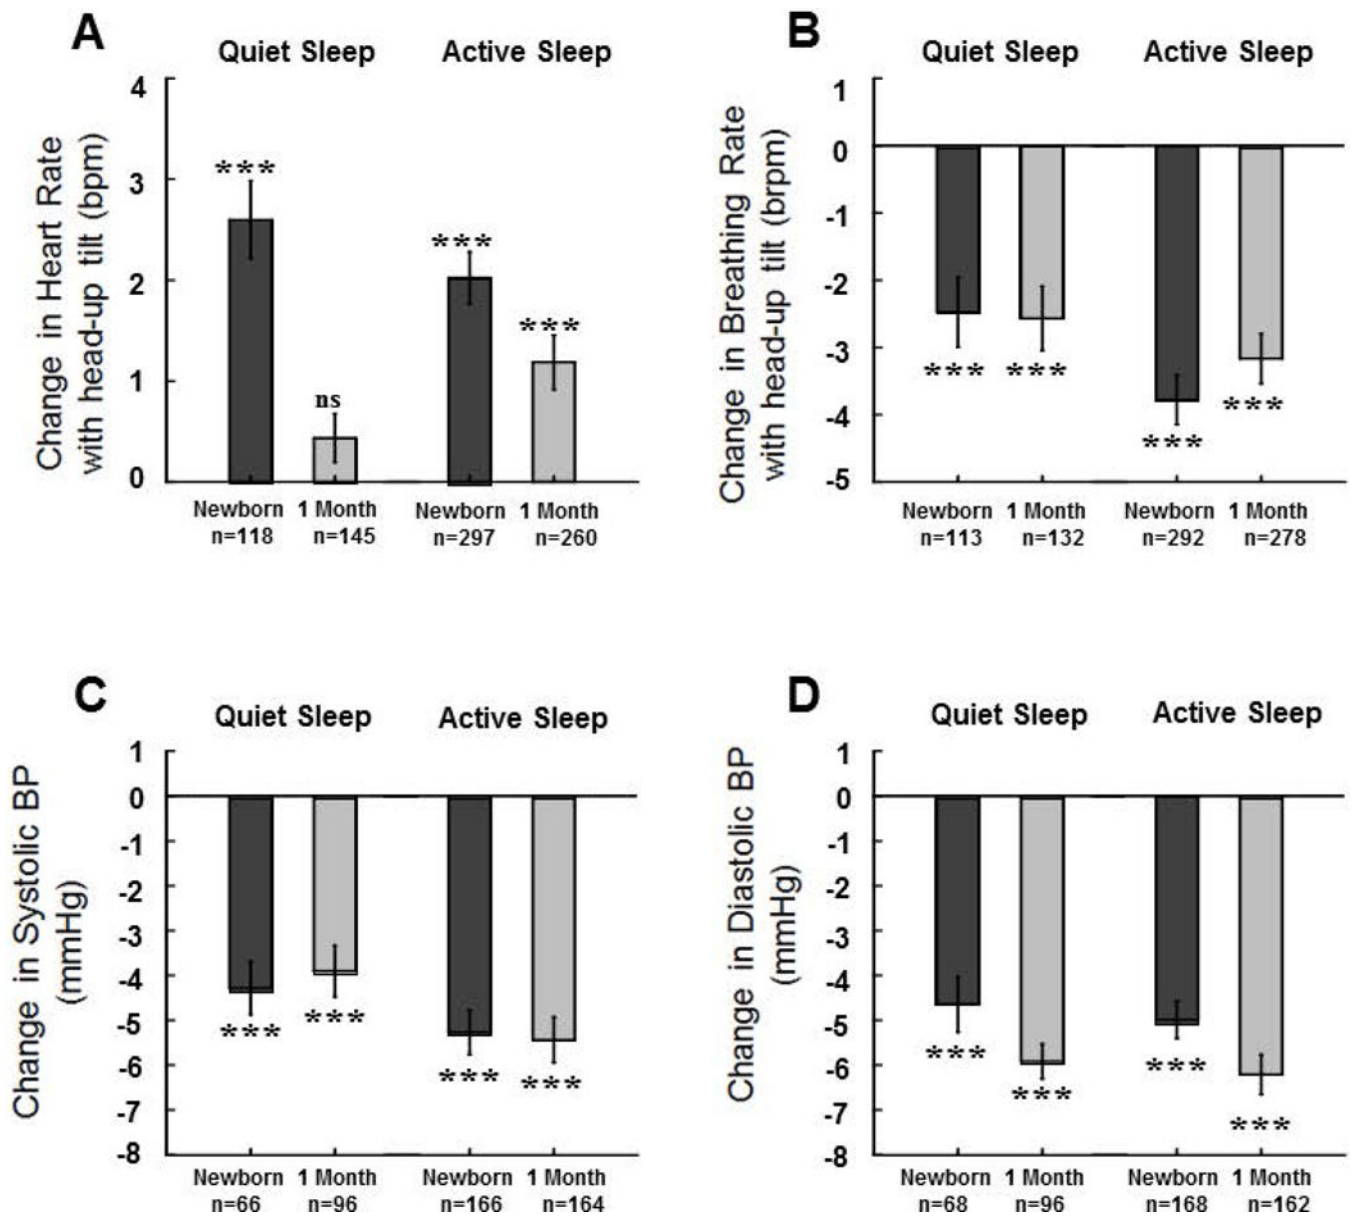 A
Quiet Sleep Active Sleep
Change in Heart Rate
with head-up tilt (bpm)
4
3
2
1
0
***
ns
***
***
Newborn 1 Month Newborn 1 Month
n=118 n=145 n=297 n=260
B
Quiet Sleep Active Sleep
Change in Breathing Rate
with head-up tilt (brpm)
1
0
-1
-2
-3
-4
-5
***
***
***
***
Newborn 1 Month Newborn 1 Month
n=113 n=132 n=292 n=278
C
Quiet Sleep Active Sleep
Change in Systolic BP
(mmHg)
1
0
-1
-2
-3
-4
-5
-6
-7
-8
***
***
***
***
Newborn 1 Month Newborn 1 Month
n=66 n=96 n=166 n=164
D
Quiet Sleep Active Sleep
Change in Diastolic BP
(mmHg)
1
0
-1
-2
-3
-4
-5
-6
-7
-8
***
***
***
***
Newborn 1 Month Newborn 1 Month
n=68 n=96 n=168 n=162